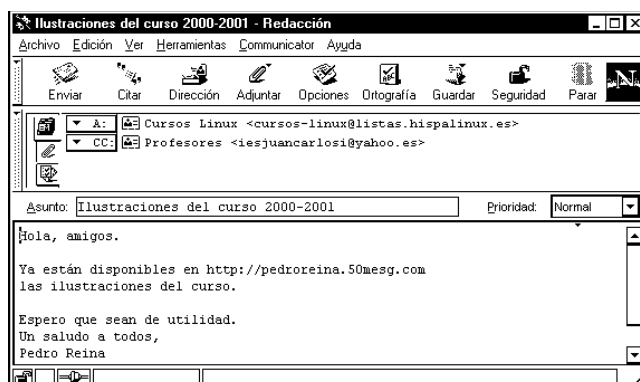 Ilustraciones del curso 2000-2001 - Redacción
Archivo Edición Ver Herramientas Communicator Ayuda
Enviar Citar Dirección Adjuntar Opciones Ortografía Guardar Seguridad Parar N
A: Cursos Linux <cursos-linux@listas.hispalinux.es>
CC: Profesores <iesjuancarlosi@yahoo.es>
Asunto: Ilustraciones del curso 2000-2001 Prioridad: Normal
Hola, amigos.
Ya están disponibles en http://pedroreina.50mesg.com
las ilustraciones del curso.
Espero que sean de utilidad.
Un saludo a todos,
Pedro Reina